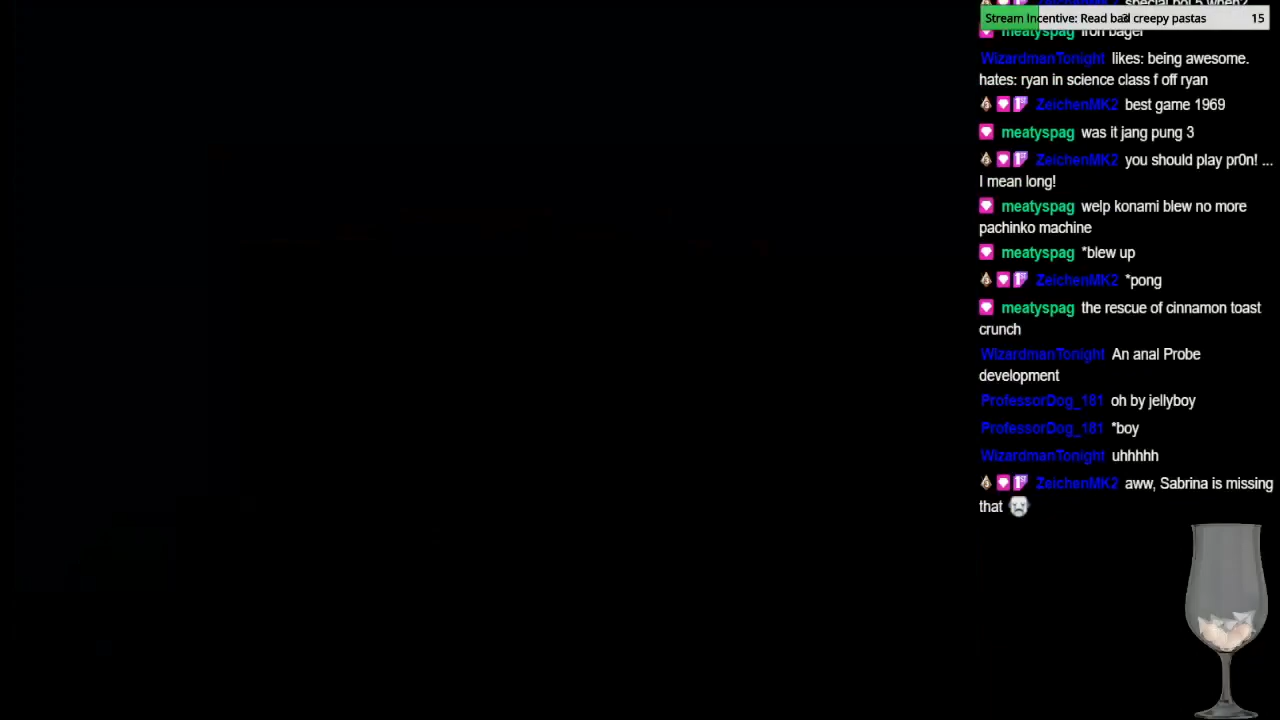 special
Stream Incentive: Read bad creepy pastas 3 15
meatyspag iron bager
WizardmanTonight likes: being awesome.
hates: ryan in science class f off ryan
ZeichenMK2 best game 1969
meatyspag was it jang pung 3
ZeichenMK2 you should play pr0n! ...
I mean long!
meatyspag welp konami blew no more
pachinko machine
meatyspag *blew up
ZeichenMK2 *pong
meatyspag the rescue of cinnamon toast
crunch
WizardmanTonight An anal Probe
development
ProfessorDog_181 oh by jellyboy
ProfessorDog_181 *boy
WizardmanTonight uhhhhh
ZeichenMK2 aww, Sabrina is missing
that